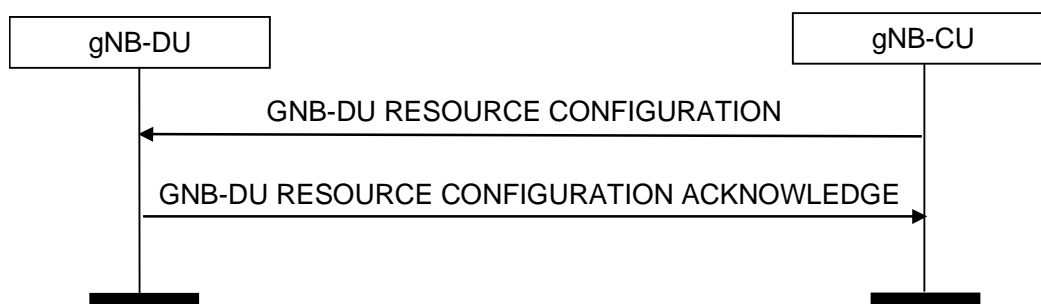 gNB-DU
gNB-CU
GNB-DU RESOURCE CONFIGURATION
GNB-DU RESOURCE CONFIGURATION ACKNOWLEDGE